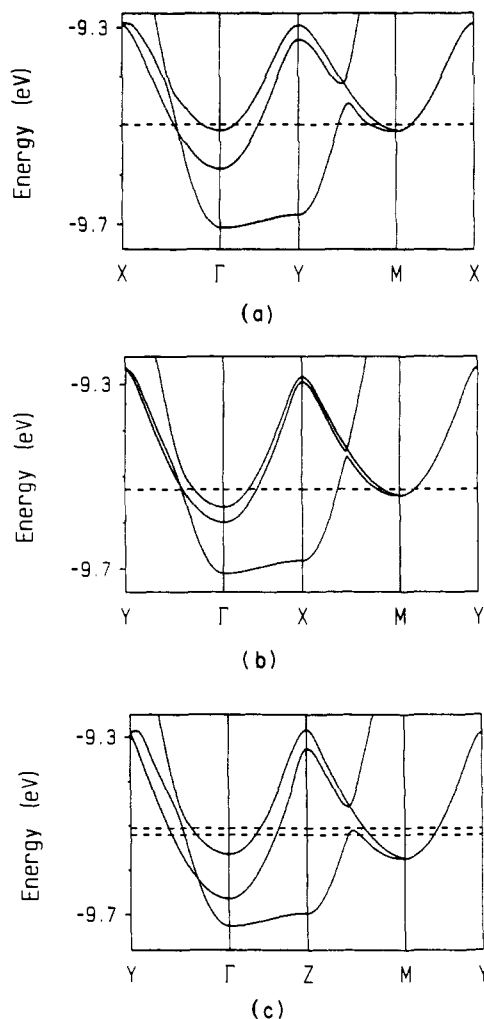 -9.3
Energy (eV)
-9.7
X Γ Y M X
(a)
-9.3
Energy (eV)
-9.7
Y Γ X M Y
(b)
-9.3
Energy (eV)
-9.7
Y Γ Z M Y
(c)